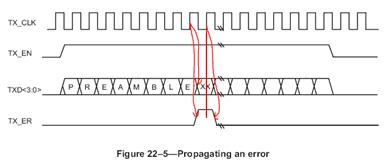 TX_CLK
TX_EN
TXD<3:0> P R E A M B L E XX
TX_ER
Figure 22–5—Propagating an error